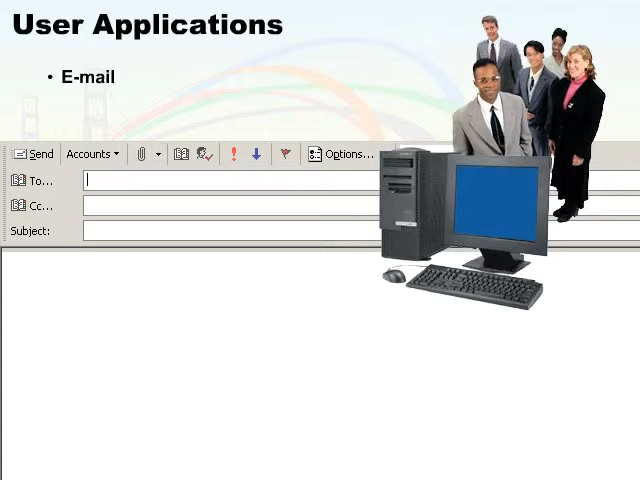 User Applications
• E-mail
Send Accounts Options...
To...
Cc...
Subject: